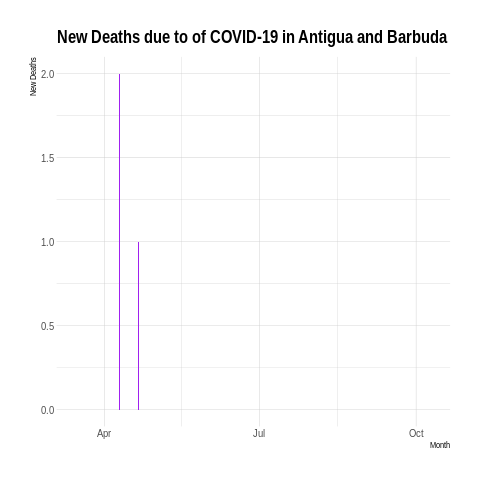 New Deaths due to of COVID-19 in Antigua and Barbuda
New Deaths
2.0
1.5
1.0
0.5
0.0
Apr Jul Oct
Month